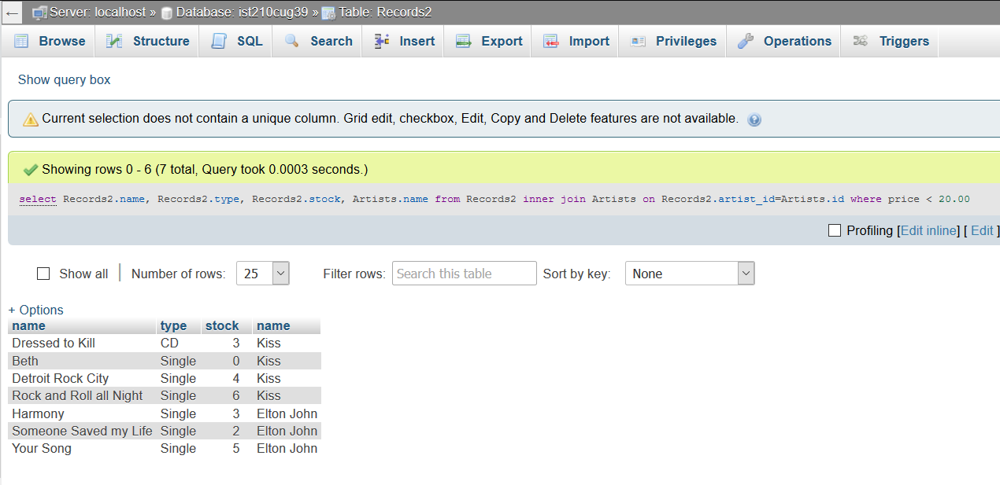 Server: localhost » Database: ist210cug39 » Table: Records2
Browse Structure SQL Search Insert Export Import Privileges Operations Triggers
Show query box
Current selection does not contain a unique column. Grid edit, checkbox, Edit, Copy and Delete features are not available.
Showing rows 0 - 6 (7 total, Query took 0.0003 seconds.)
select Records2.name, Records2.type, Records2.stock, Artists.name from Records2 inner join Artists on Records2.artist_id=Artists.id where price < 20.00
Profiling [Edit inline] [ Edit ]
Show all | Number of rows: 25 Filter rows: Search this table Sort by key: None
+ Options
name type stock name
Dressed to Kill CD 3 Kiss
Beth Single 0 Kiss
Detroit Rock City Single 4 Kiss
Rock and Roll all Night Single 6 Kiss
Harmony Single 3 Elton John
Someone Saved my Life Single 2 Elton John
Your Song Single 5 Elton John